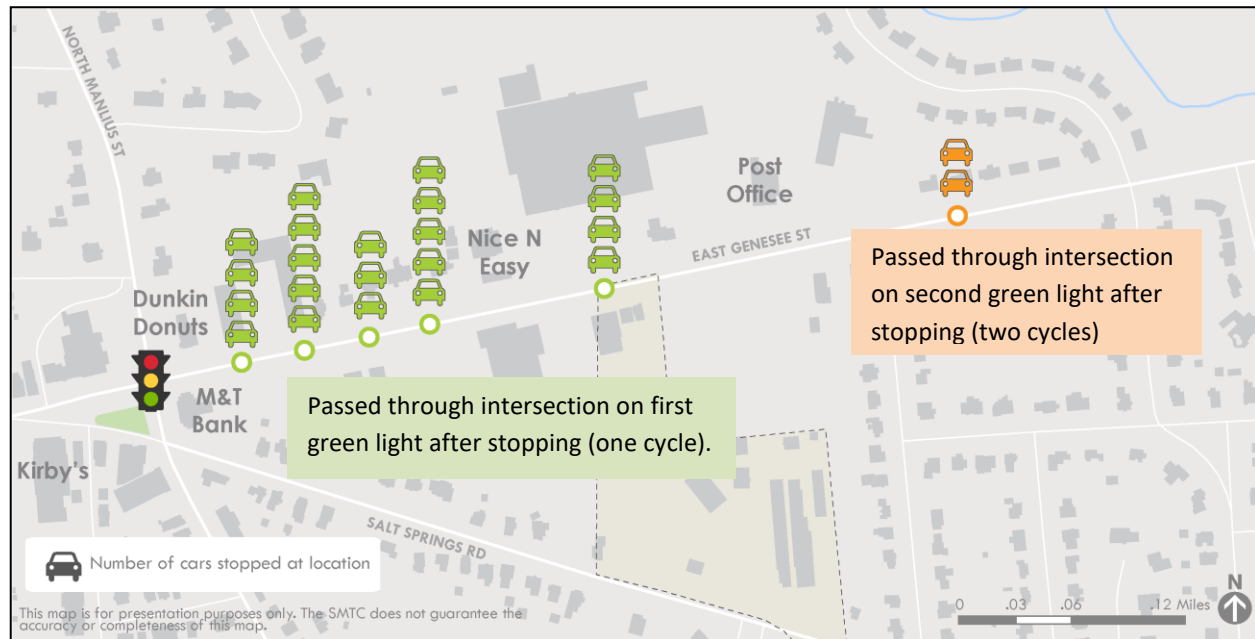 NORTH MANLIUS ST
Post
Office
Nice N
Easy
EAST GENESEE ST
Passed through intersection
on second green light after
stopping (two cycles)
Dunkin
Donuts
M&T
Bank
Passed through intersection on first
green light after stopping (one cycle).
Kirby's
SALT SPRINGS RD
Number of cars stopped at location
This map is for presentation purposes only. The SMTC does not guarantee the
accuracy or completeness of this map.
0 .03 .06 .12 Miles
N